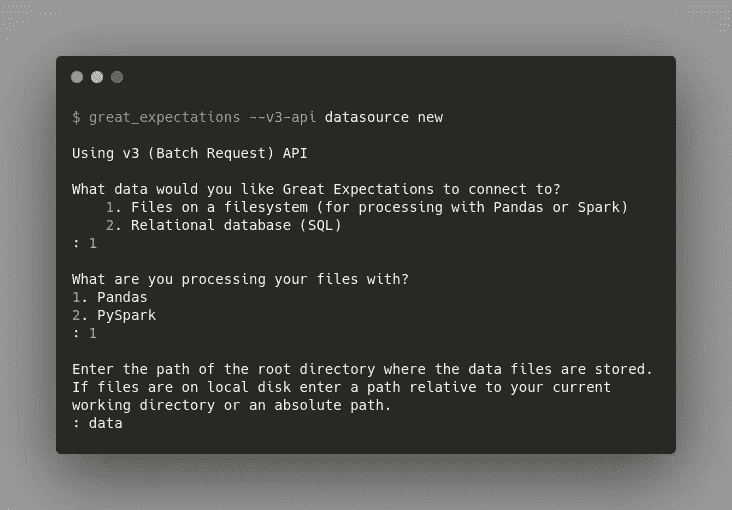 $ great_expectations --v3-api datasource new
Using v3 (Batch Request) API
What data would you like Great Expectations to connect to?
1. Files on a filesystem (for processing with Pandas or Spark)
2. Relational database (SQL)
: 1
What are you processing your files with?
1. Pandas
2. PySpark
: 1
Enter the path of the root directory where the data files are stored.
If files are on local disk enter a path relative to your current
working directory or an absolute path.
: data